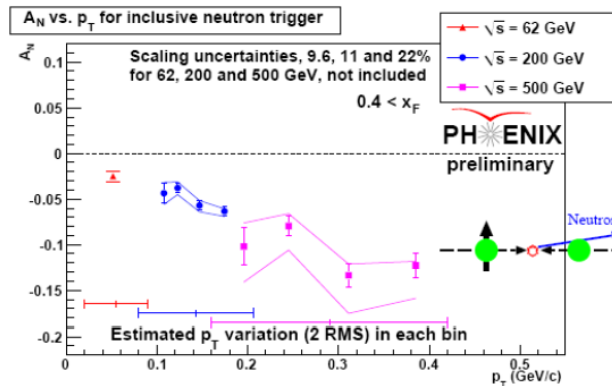 A_N vs. p_T for inclusive neutron trigger
√s = 62 GeV
√s = 200 GeV
√s = 500 GeV
A_N
Scaling uncertainties, 9.6, 11 and 22%
for 62, 200 and 500 GeV, not included
0.4 < x_F
PHENIX
preliminary
Neutron
0.1
0.05
0
-0.05
-0.1
-0.15
-0.2
Estimated p_T variation (2 RMS) in each bin
0 0.1 0.2 0.3 0.4 0.5
p_T (GeV/c)